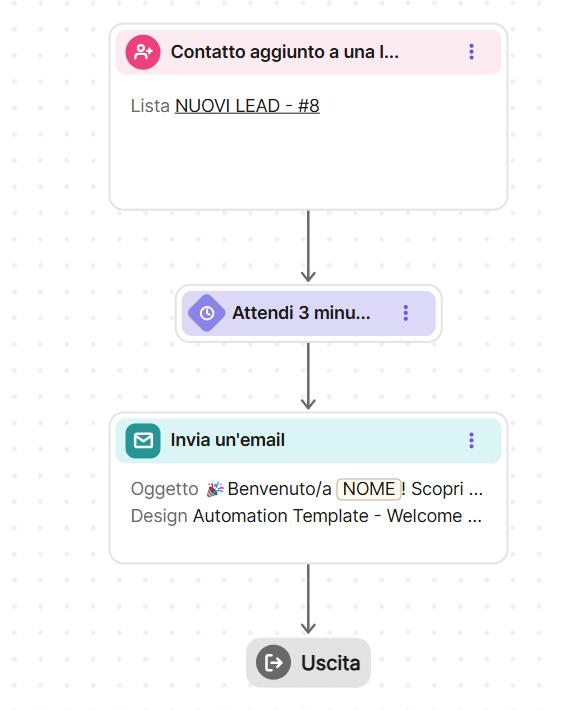 Contatto aggiunto a una l...
Lista NUOVI LEAD - #8
Attendi 3 minu...
Invia un'email
Oggetto 🎉 Benvenuto/a NOME! Scopri ...
Design Automation Template - Welcome ...
Uscita